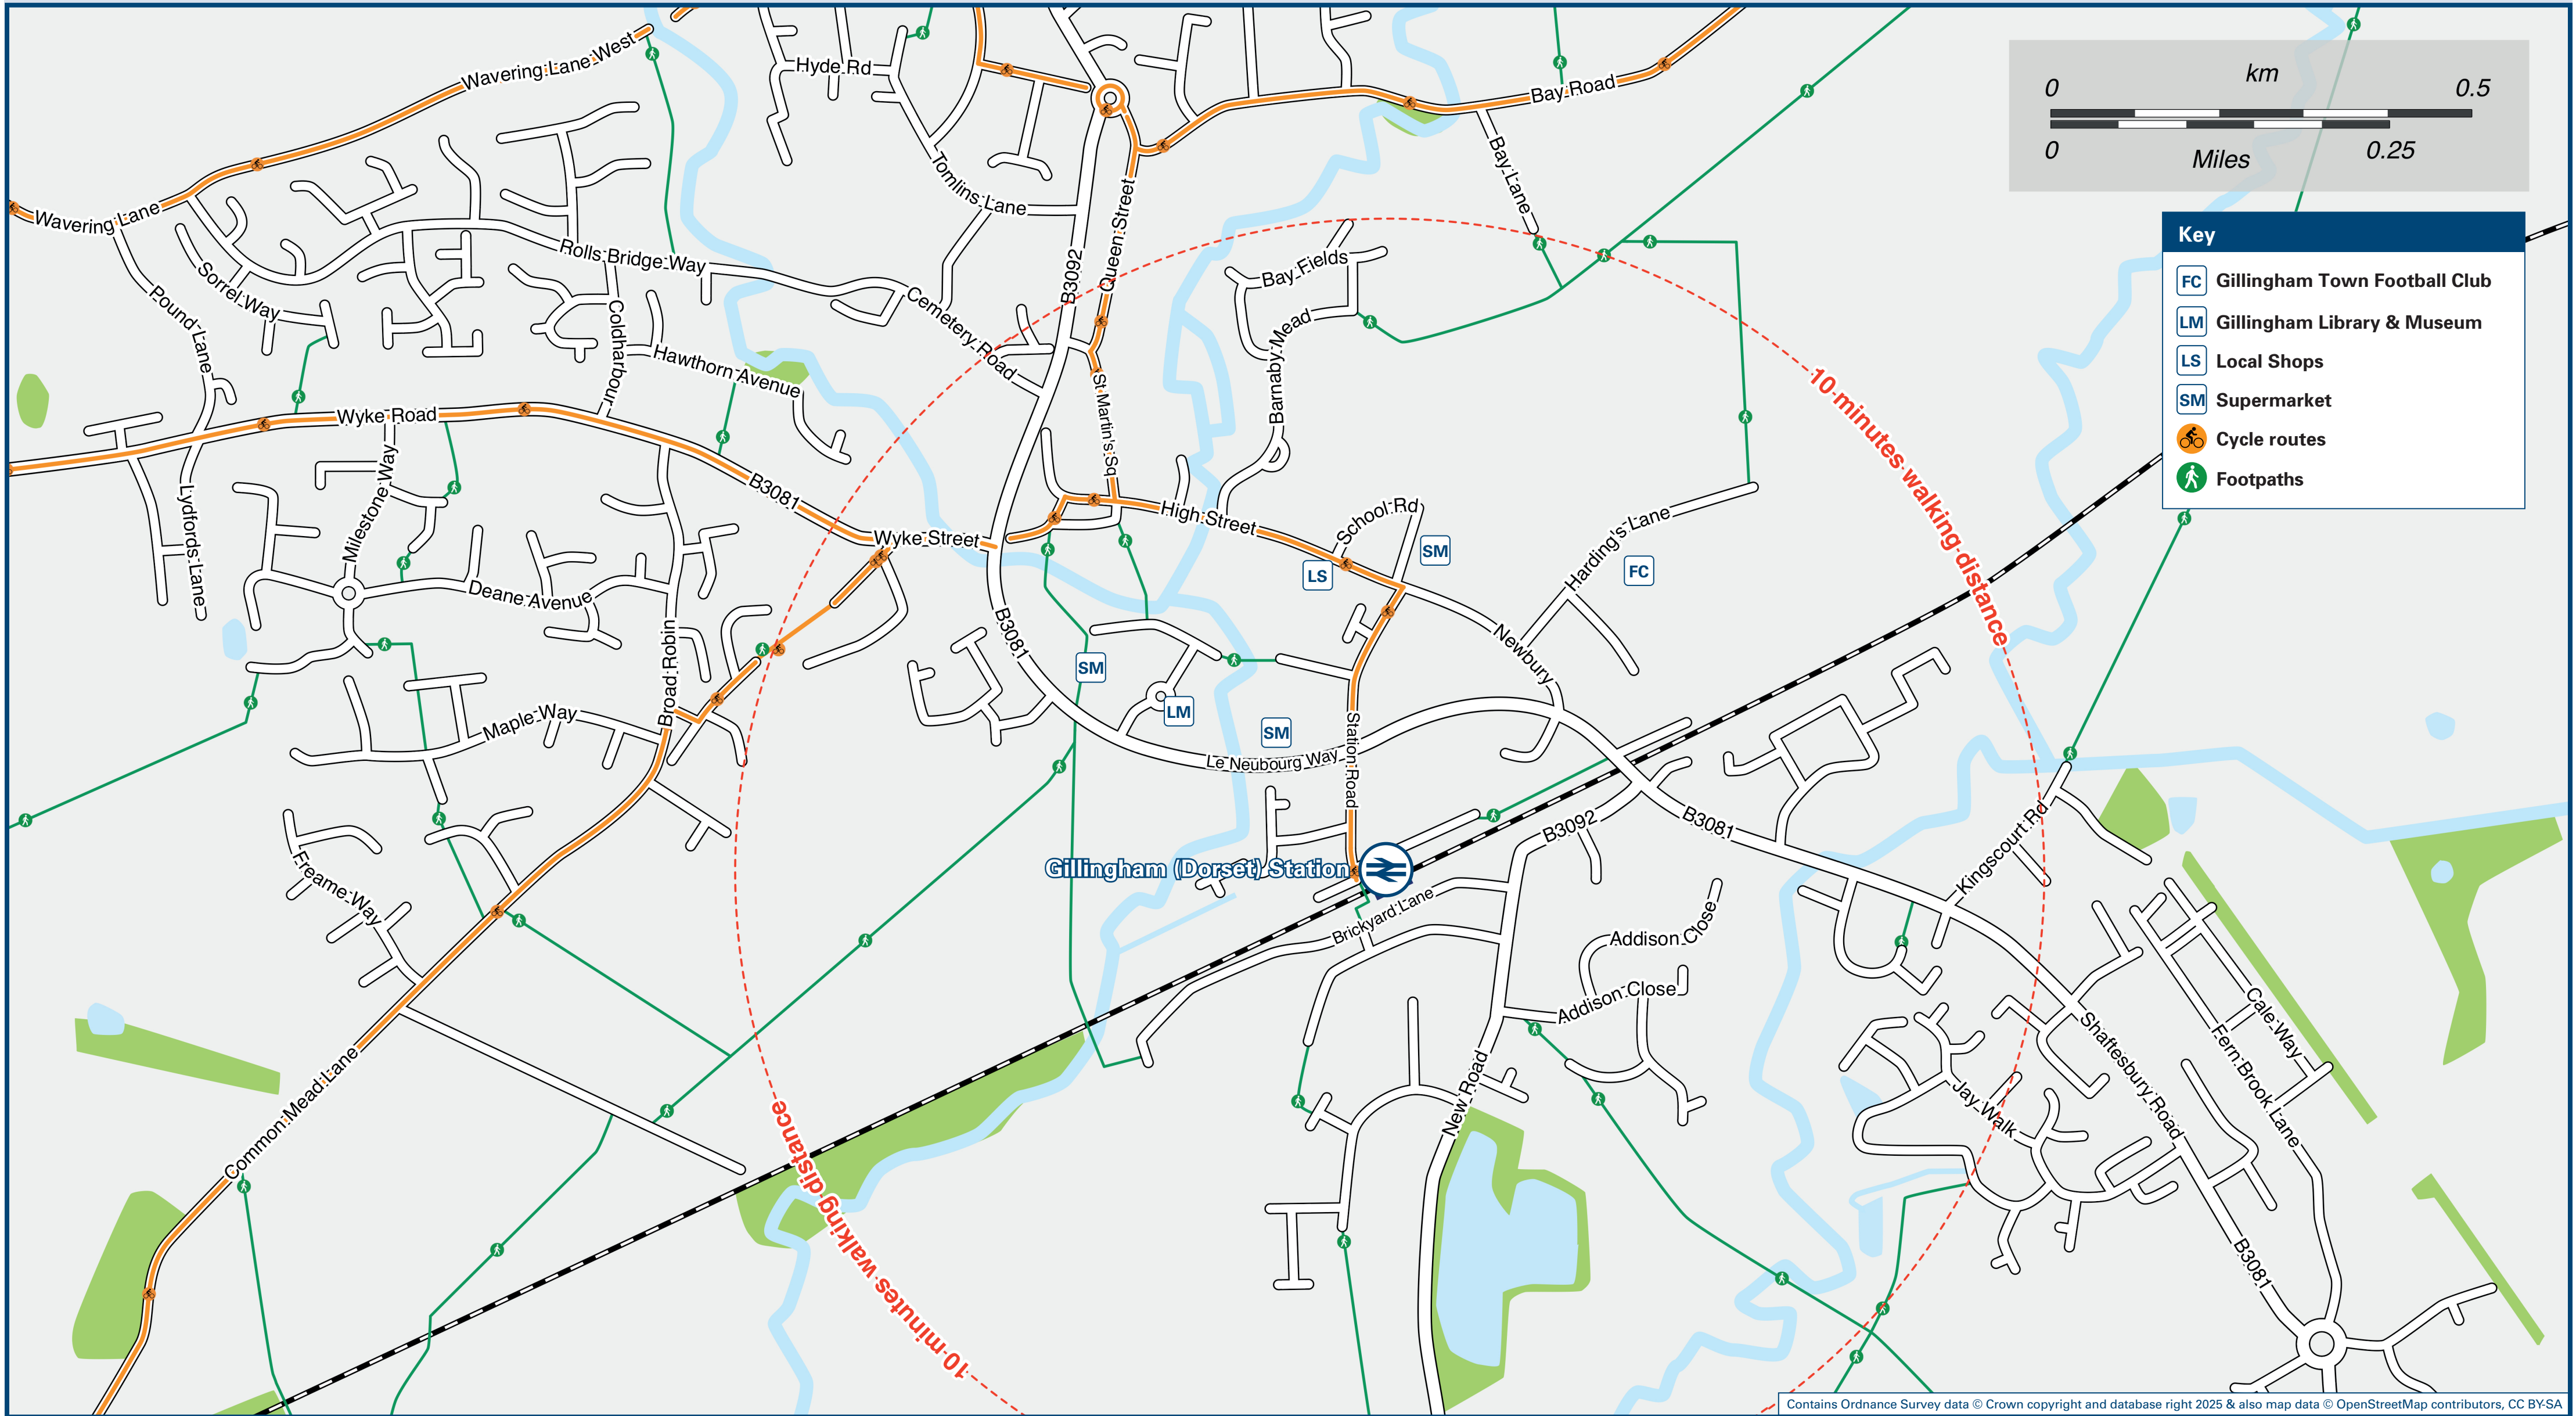 Wavering Lane West
Hyde Rd
Bay Road
0
km
0.5
0
Miles
0.25
Wavering Lane
Tomlins Lane
Bay Lane
Queen Street
B3092
Key
FC Gillingham Town Football Club
LM Gillingham Library & Museum
LS Local Shops
SM Supermarket
Cycle routes
Footpaths
Rolls Bridge Way
Sorrel Way
Pound Lane
Coldharbour
Cemetery Road
Bay Fields
Barnaby Mead
Hawthorn Avenue
St Martin's Sq
10 minutes walking distance
Wyke Road
Milestone Way
Lydfords Lane
B3081
Wyke Street
High Street
School Rd
SM
LS
Harding's Lane
FC
Deane Avenue
Broad Robin
B3081
SM
LM
SM
Newbury
Maple Way
Le Neubourg Way
Station Road
B3092
B3081
Kingscourt Rd
Gillingham (Dorset) Station
Brickyard Lane
Freame Way
Addison Close
Addison Close
Common Mead Lane
New Road
Cale Way
Fern Brook Lane
Shaftesbury Road
Jay Walk
B3081
10 minutes walking distance
Contains Ordnance Survey data © Crown copyright and database right 2025 & also map data © OpenStreetMap contributors, CC BY-SA